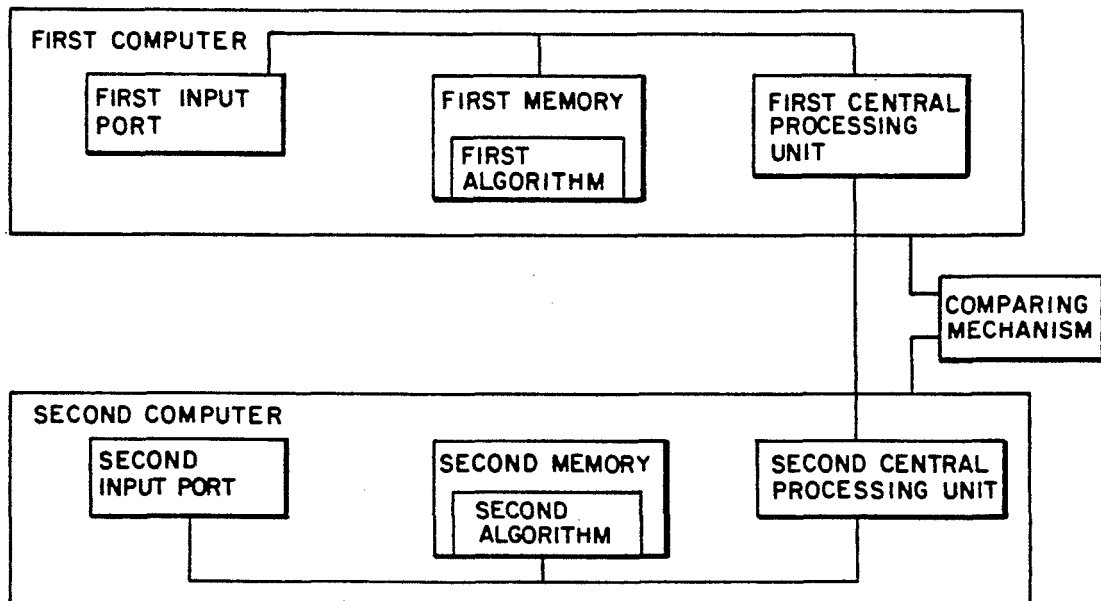 FIRST COMPUTER
FIRST INPUT
PORT
FIRST MEMORY
FIRST
ALGORITHM
FIRST CENTRAL
PROCESSING
UNIT
COMPARING
MECHANISM
SECOND COMPUTER
SECOND
INPUT PORT
SECOND MEMORY
SECOND
ALGORITHM
SECOND CENTRAL
PROCESSING UNIT